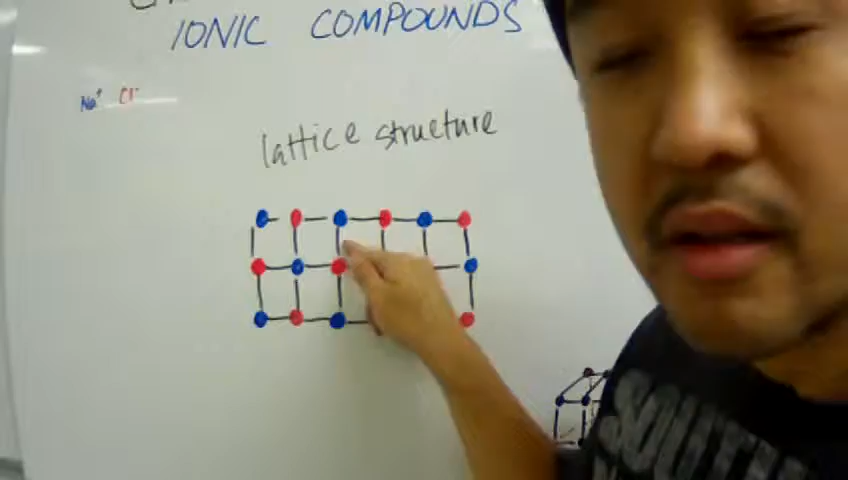 IONIC COMPOUNDS
Na⁺ Cl⁻
lattice structure